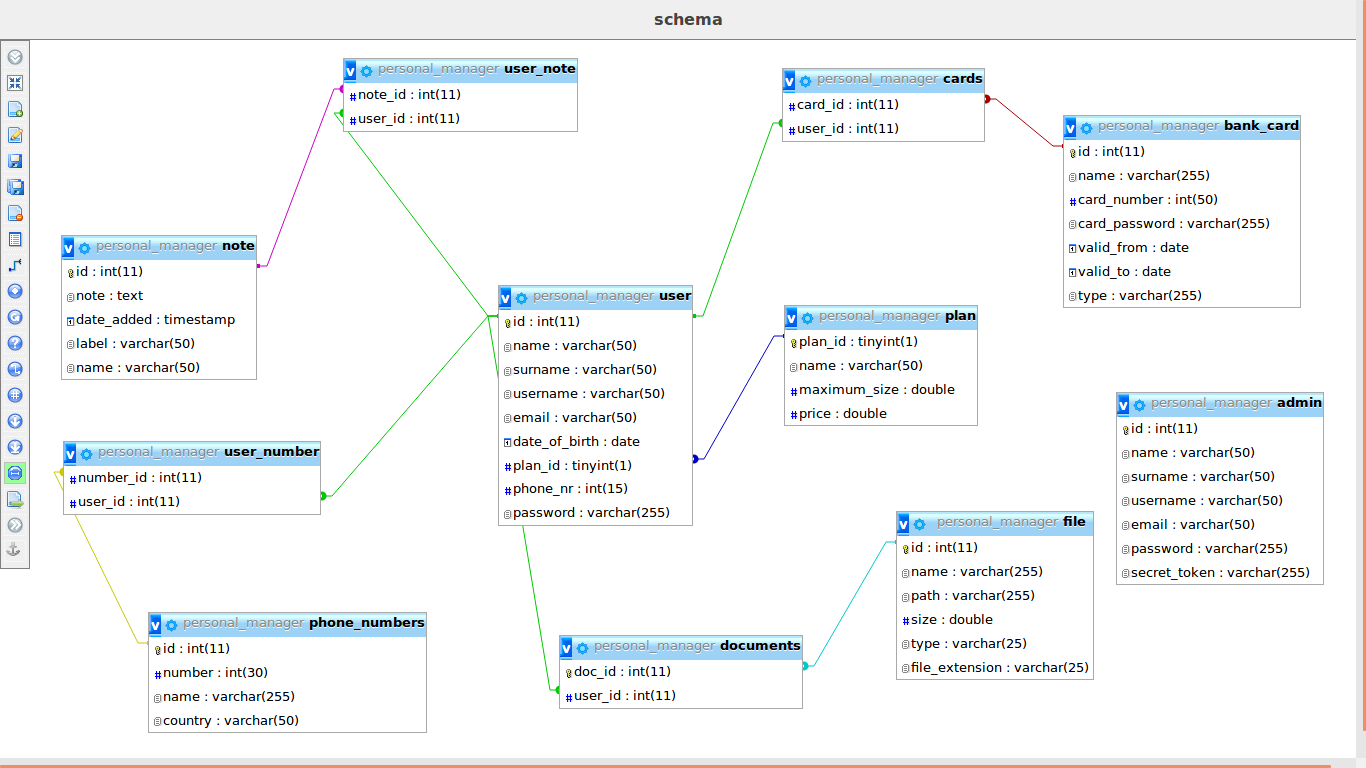 schema
personal_manager user_note
note_id : int(11)
user_id : int(11)
personal_manager cards
card_id : int(11)
user_id : int(11)
personal_manager bank_card
id : int(11)
name : varchar(255)
card_number : int(50)
card_password : varchar(255)
valid_from : date
valid_to : date
type : varchar(255)
personal_manager note
id : int(11)
note : text
date_added : timestamp
label : varchar(50)
name : varchar(50)
personal_manager user
id : int(11)
name : varchar(50)
surname : varchar(50)
username : varchar(50)
email : varchar(50)
date_of_birth : date
plan_id : tinyint(1)
phone_nr : int(15)
password : varchar(255)
personal_manager plan
plan_id : tinyint(1)
name : varchar(50)
maximum_size : double
price : double
personal_manager admin
id : int(11)
name : varchar(50)
surname : varchar(50)
username : varchar(50)
email : varchar(50)
password : varchar(255)
secret_token : varchar(255)
personal_manager user_number
number_id : int(11)
user_id : int(11)
personal_manager file
id : int(11)
name : varchar(255)
path : varchar(255)
size : double
type : varchar(25)
file_extension : varchar(25)
personal_manager phone_numbers
id : int(11)
number : int(30)
name : varchar(255)
country : varchar(50)
personal_manager documents
doc_id : int(11)
user_id : int(11)